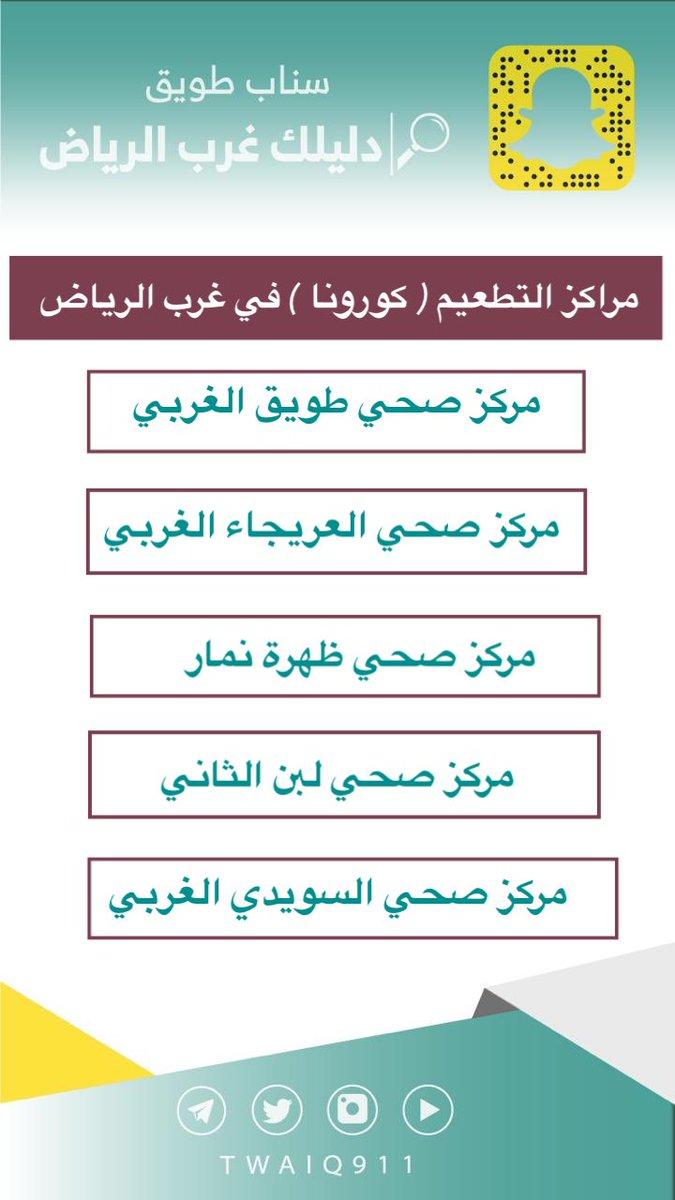 سناب طويق
دليلك غرب الرياض
مراكز التطعيم ( كورونا ) في غرب الرياض
مركز صحي طويق الغربي
مركز صحي العريجاء الغربي
مركز صحي ظهرة نمار
مركز صحي لبن الثاني
مركز صحي السويدي الغربي
TWAIQ911